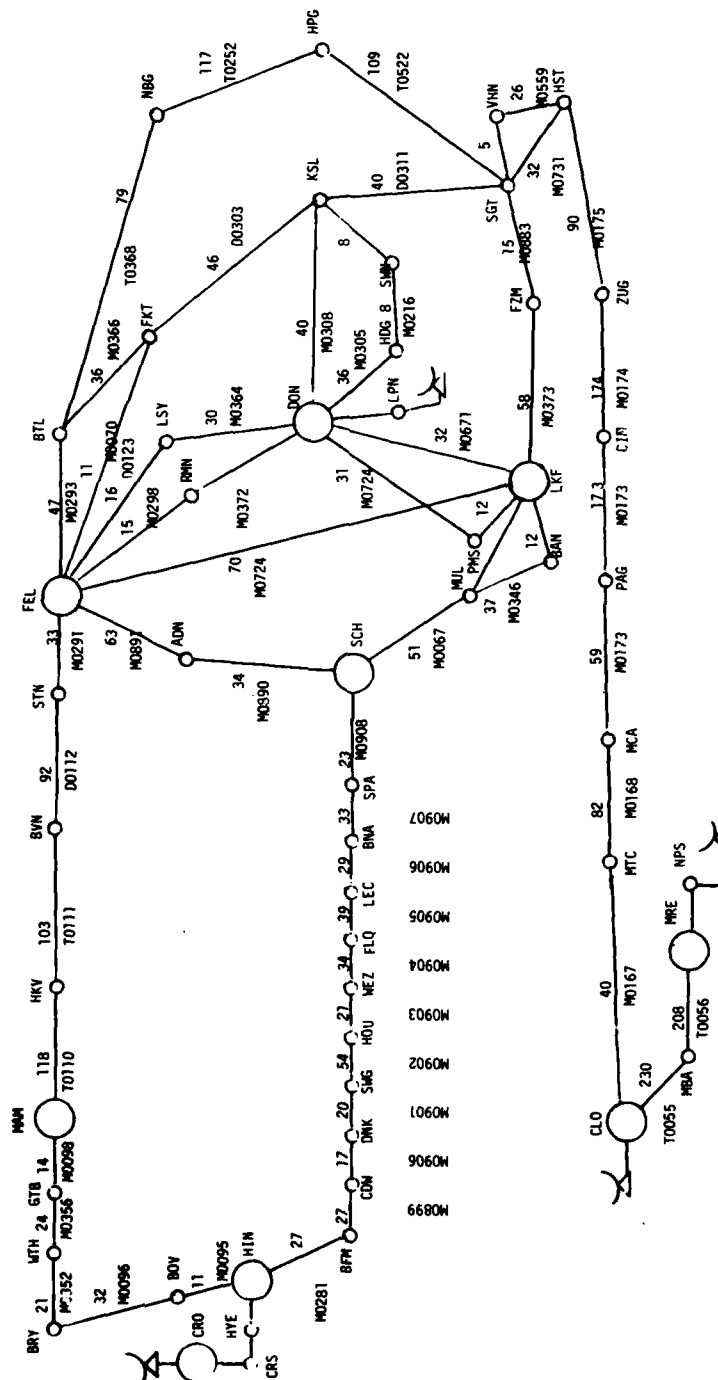 HPG
117
T0252
109
T0522
NBG
VHN
26
M0559
HST
5
32
M0731
KSL
40
D0311
SGT
79
T0368
46
D0303
8
15
M0883
90
M0175
SWN
FZM
ZUG
36
M0366
FKT
40
M0308
HDG
8
M0216
36
M0305
BTL
11
M0070
LSY
30
M0364
DON
LPN
32
M0671
58
M0373
174
M0174
CIM
47
M0293
16
D0123
RMN
15
M0298
M0372
31
M0724
12
LKF
173
M0173
FEL
70
M0724
PMS
12
BAN
MUL
37
M0346
PAG
33
M0291
63
M0891
ADN
SCH
51
M0067
59
M0173
STN
34
M0890
M0908
23
MCA
92
D0112
SPA
33
M0907
82
M0168
BVN
BNA
29
M0906
MTC
NPS
LEC
39
M0905
103
T0111
FLQ
34
M0904
MRE
HKV
WEZ
21
M0903
40
M0167
HOU
54
M0902
208
T0056
118
T0110
SWG
20
M0901
MBA
MAM
DMK
17
M0906
CLO
230
T0055
14
M0098
GTB
CDW
27
M0899
24
M0356
WTH
BFM
27
M0281
HIN
M0095
11
BOV
21
32
M0096
BRY
HYE
CRO
CRS